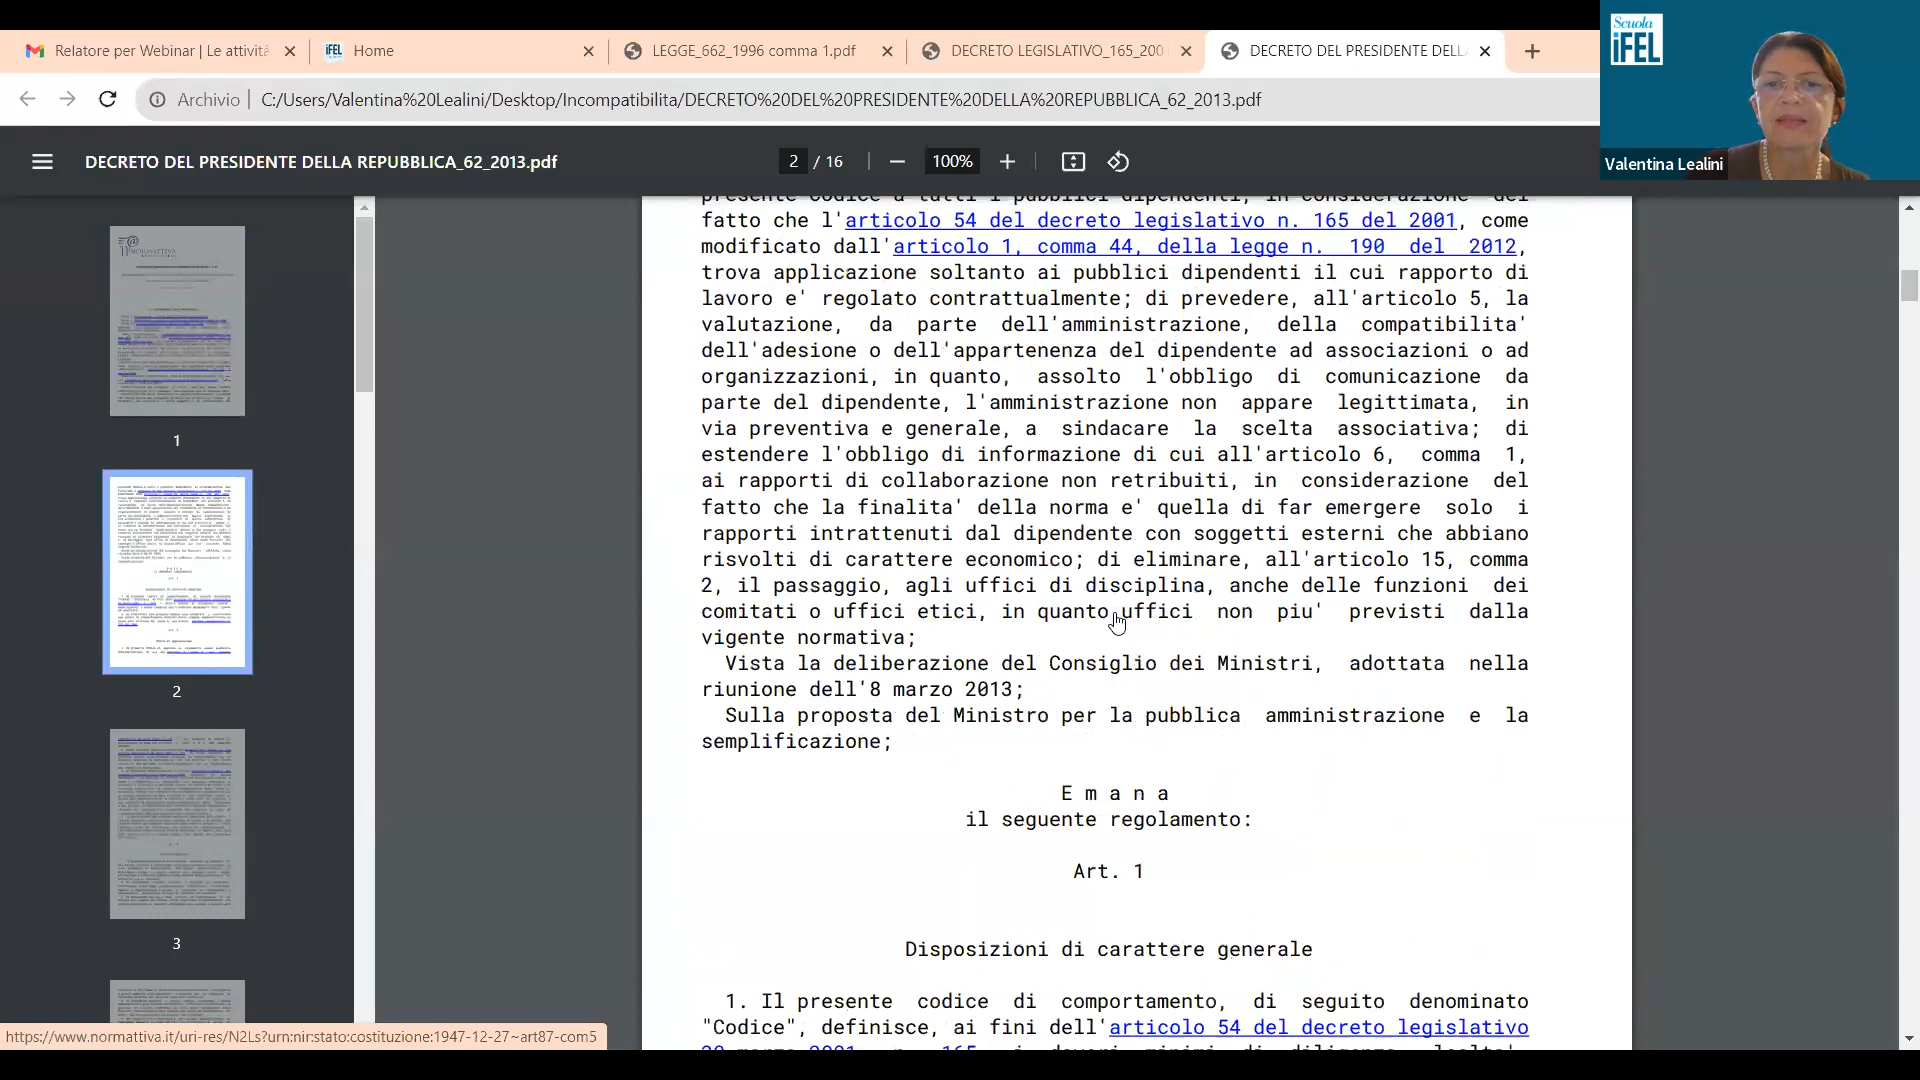 Relatore per Webinar | Le attività
Home
LEGGE_662_1996 comma 1.pdf
DECRETO LEGISLATIVO_165_200
DECRETO DEL PRESIDENTE DELL
Scuola
iFEL
Archivio
C:/Users/Valentina%20Lealini/Desktop/Incompatibilita/DECRETO%20DEL%20PRESIDENTE%20DELLA%20REPUBBLICA_62_2013.pdf
Valentina Lealini
DECRETO DEL PRESIDENTE DELLA REPUBBLICA_62_2013.pdf
2 / 16
100%
presente codice a tutti i pubblici dipendenti, in considerazione del
fatto che l'articolo 54 del decreto legislativo n. 165 del 2001, come
modificato dall'articolo 1, comma 44, della legge n. 190 del 2012,
trova applicazione soltanto ai pubblici dipendenti il cui rapporto di
lavoro e' regolato contrattualmente; di prevedere, all'articolo 5, la
valutazione, da parte dell'amministrazione, della compatibilita'
dell'adesione o dell'appartenenza del dipendente ad associazioni o ad
organizzazioni, in quanto, assolto l'obbligo di comunicazione da
parte del dipendente, l'amministrazione non appare legittimata, in
via preventiva e generale, a sindacare la scelta associativa; di
estendere l'obbligo di informazione di cui all'articolo 6, comma 1,
ai rapporti di collaborazione non retribuiti, in considerazione del
fatto che la finalita' della norma e' quella di far emergere solo i
rapporti intrattenuti dal dipendente con soggetti esterni che abbiano
risvolti di carattere economico; di eliminare, all'articolo 15, comma
2, il passaggio, agli uffici di disciplina, anche delle funzioni dei
comitati o uffici etici, in quanto uffici non piu' previsti dalla
vigente normativa;
Vista la deliberazione del Consiglio dei Ministri, adottata nella
riunione dell'8 marzo 2013;
Sulla proposta del Ministro per la pubblica amministrazione e la
semplificazione;
E m a n a
il seguente regolamento:
Art. 1
Disposizioni di carattere generale
1. Il presente codice di comportamento, di seguito denominato
"Codice", definisce, ai fini dell'articolo 54 del decreto legislativo
NORMATTIVA
1
2
3
https://www.normattiva.it/uri-res/N2Ls?urn:nir:stato:costituzione:1947-12-27~art87-com5